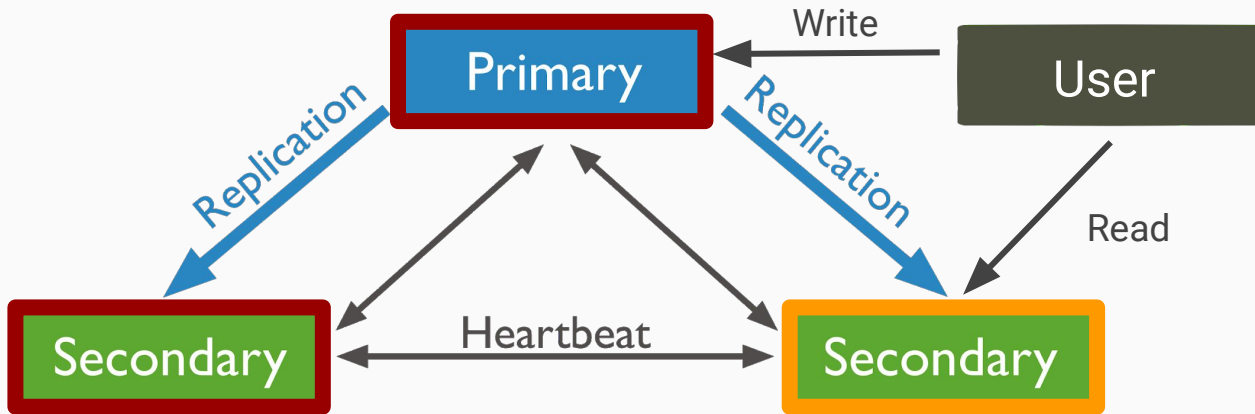 Write
Primary
User
Replication
Replication
Read
Heartbeat
Secondary
Secondary